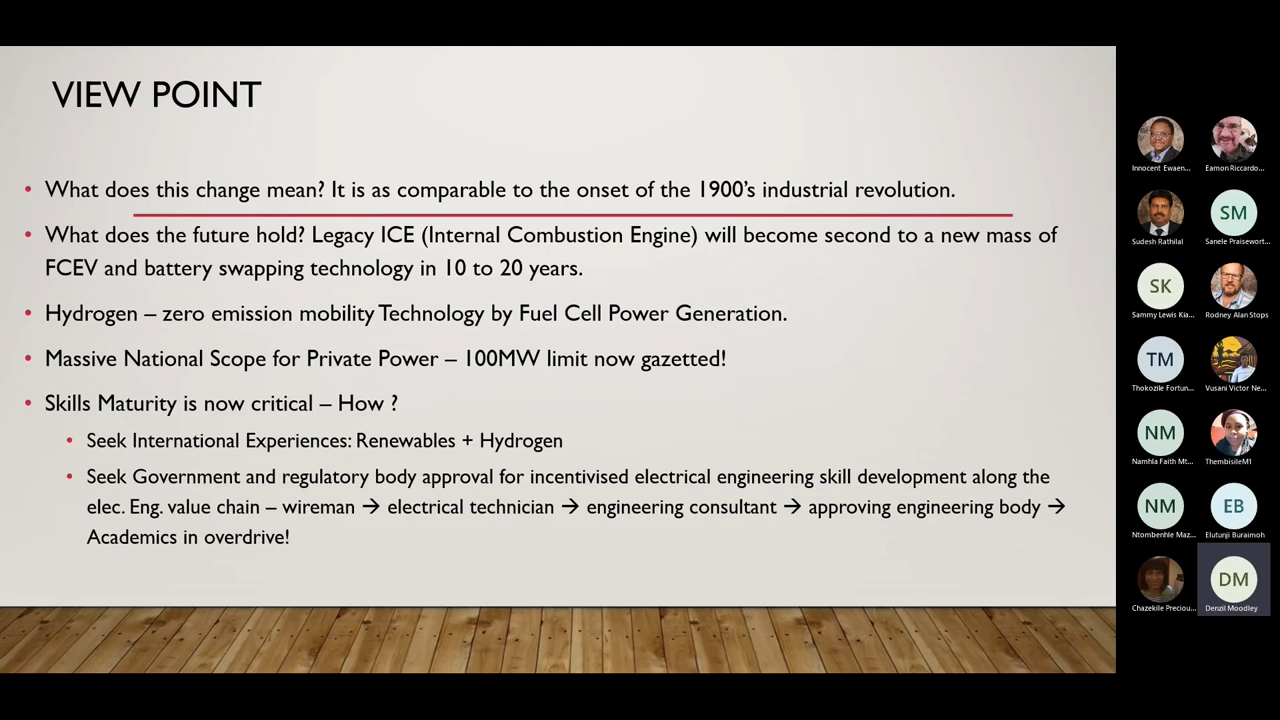 VIEW POINT
• What does this change mean? It is as comparable to the onset of the 1900's industrial revolution.
• What does the future hold? Legacy ICE (Internal Combustion Engine) will become second to a new mass of
FCEV and battery swapping technology in 10 to 20 years.
• Hydrogen – zero emission mobility Technology by Fuel Cell Power Generation.
• Massive National Scope for Private Power – 100MW limit now gazetted!
• Skills Maturity is now critical – How ?
• Seek International Experiences: Renewables + Hydrogen
• Seek Government and regulatory body approval for incentivised electrical engineering skill development along the
elec. Eng. value chain – wireman → electrical technician → engineering consultant → approving engineering body →
Academics in overdrive!
Innocent Ewaen...
Eamon Riccardo...
SM
Sudesh Rathilal
Sanele Praisewort...
SK
Sammy Lewis Kia...
Rodney Alan Stops
TM
Thokozile Fortun...
Vusani Victor Ne...
NM
Namhla Faith Mt...
ThembisileM1
NM
EB
Ntombenhle Maz...
Elutunji Buraimoh
DM
Chazekile Preciou...
Denzil Moodley